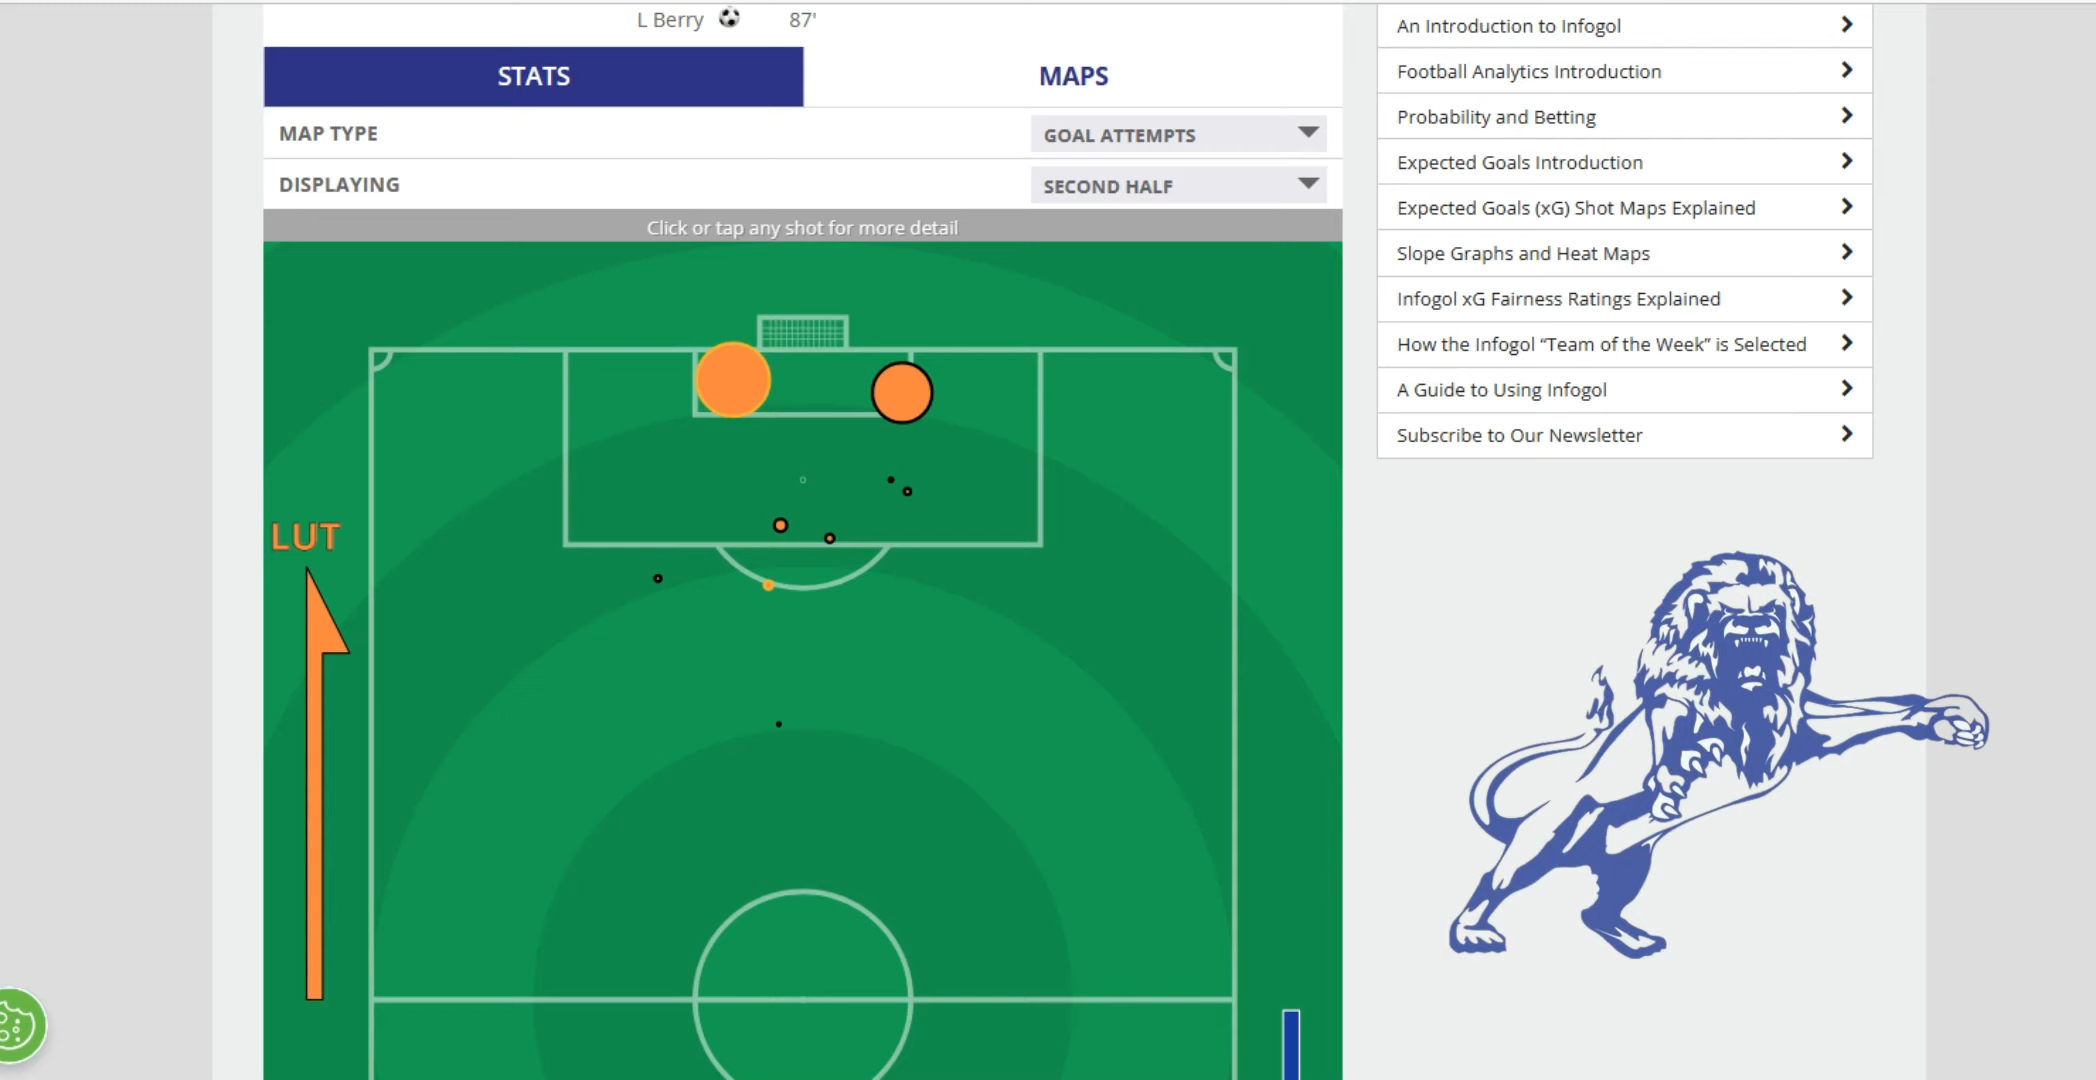 L Berry 87'
STATS
MAPS
MAP TYPE
GOAL ATTEMPTS
DISPLAYING
SECOND HALF
Click or tap any shot for more detail
LUT
An Introduction to Infogol
Football Analytics Introduction
Probability and Betting
Expected Goals Introduction
Expected Goals (xG) Shot Maps Explained
Slope Graphs and Heat Maps
Infogol xG Fairness Ratings Explained
How the Infogol “Team of the Week” is Selected
A Guide to Using Infogol
Subscribe to Our Newsletter